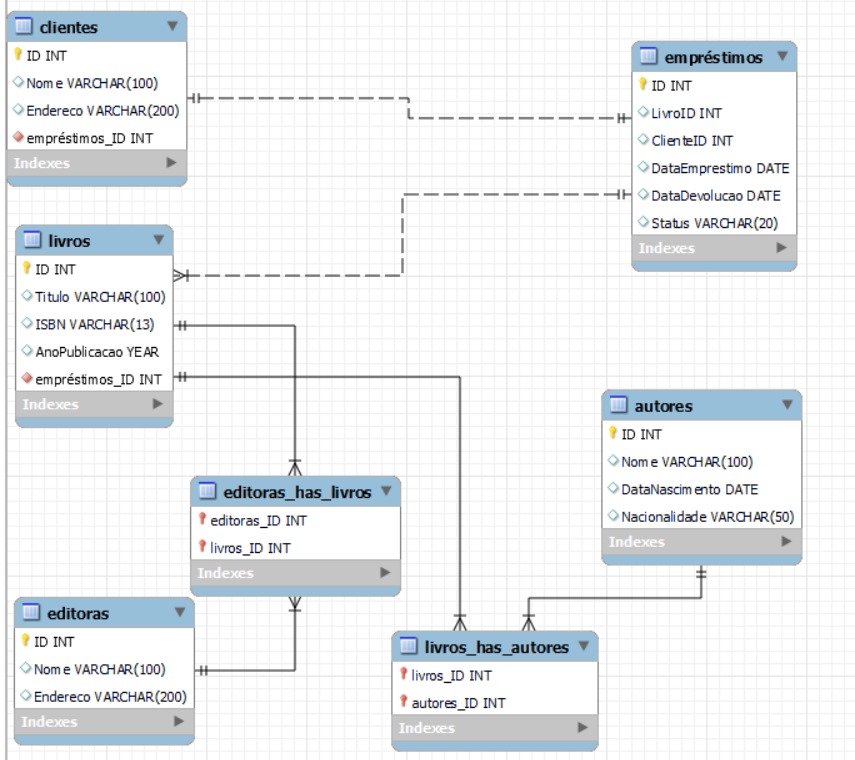 clientes
ID INT
Nome VARCHAR(100)
Endereco VARCHAR(200)
empréstimos_ID INT
Indexes
empréstimos
ID INT
LivroID INT
ClienteID INT
DataEmprestimo DATE
DataDevolucao DATE
Status VARCHAR(20)
Indexes
livros
ID INT
Titulo VARCHAR(100)
ISBN VARCHAR(13)
AnoPublicacao YEAR
empréstimos_ID INT
Indexes
autores
ID INT
Nome VARCHAR(100)
DataNascimento DATE
Nacionalidade VARCHAR(50)
Indexes
editoras_has_livros
editoras_ID INT
livros_ID INT
Indexes
editoras
ID INT
Nome VARCHAR(100)
Endereco VARCHAR(200)
Indexes
livros_has_autores
livros_ID INT
autores_ID INT
Indexes